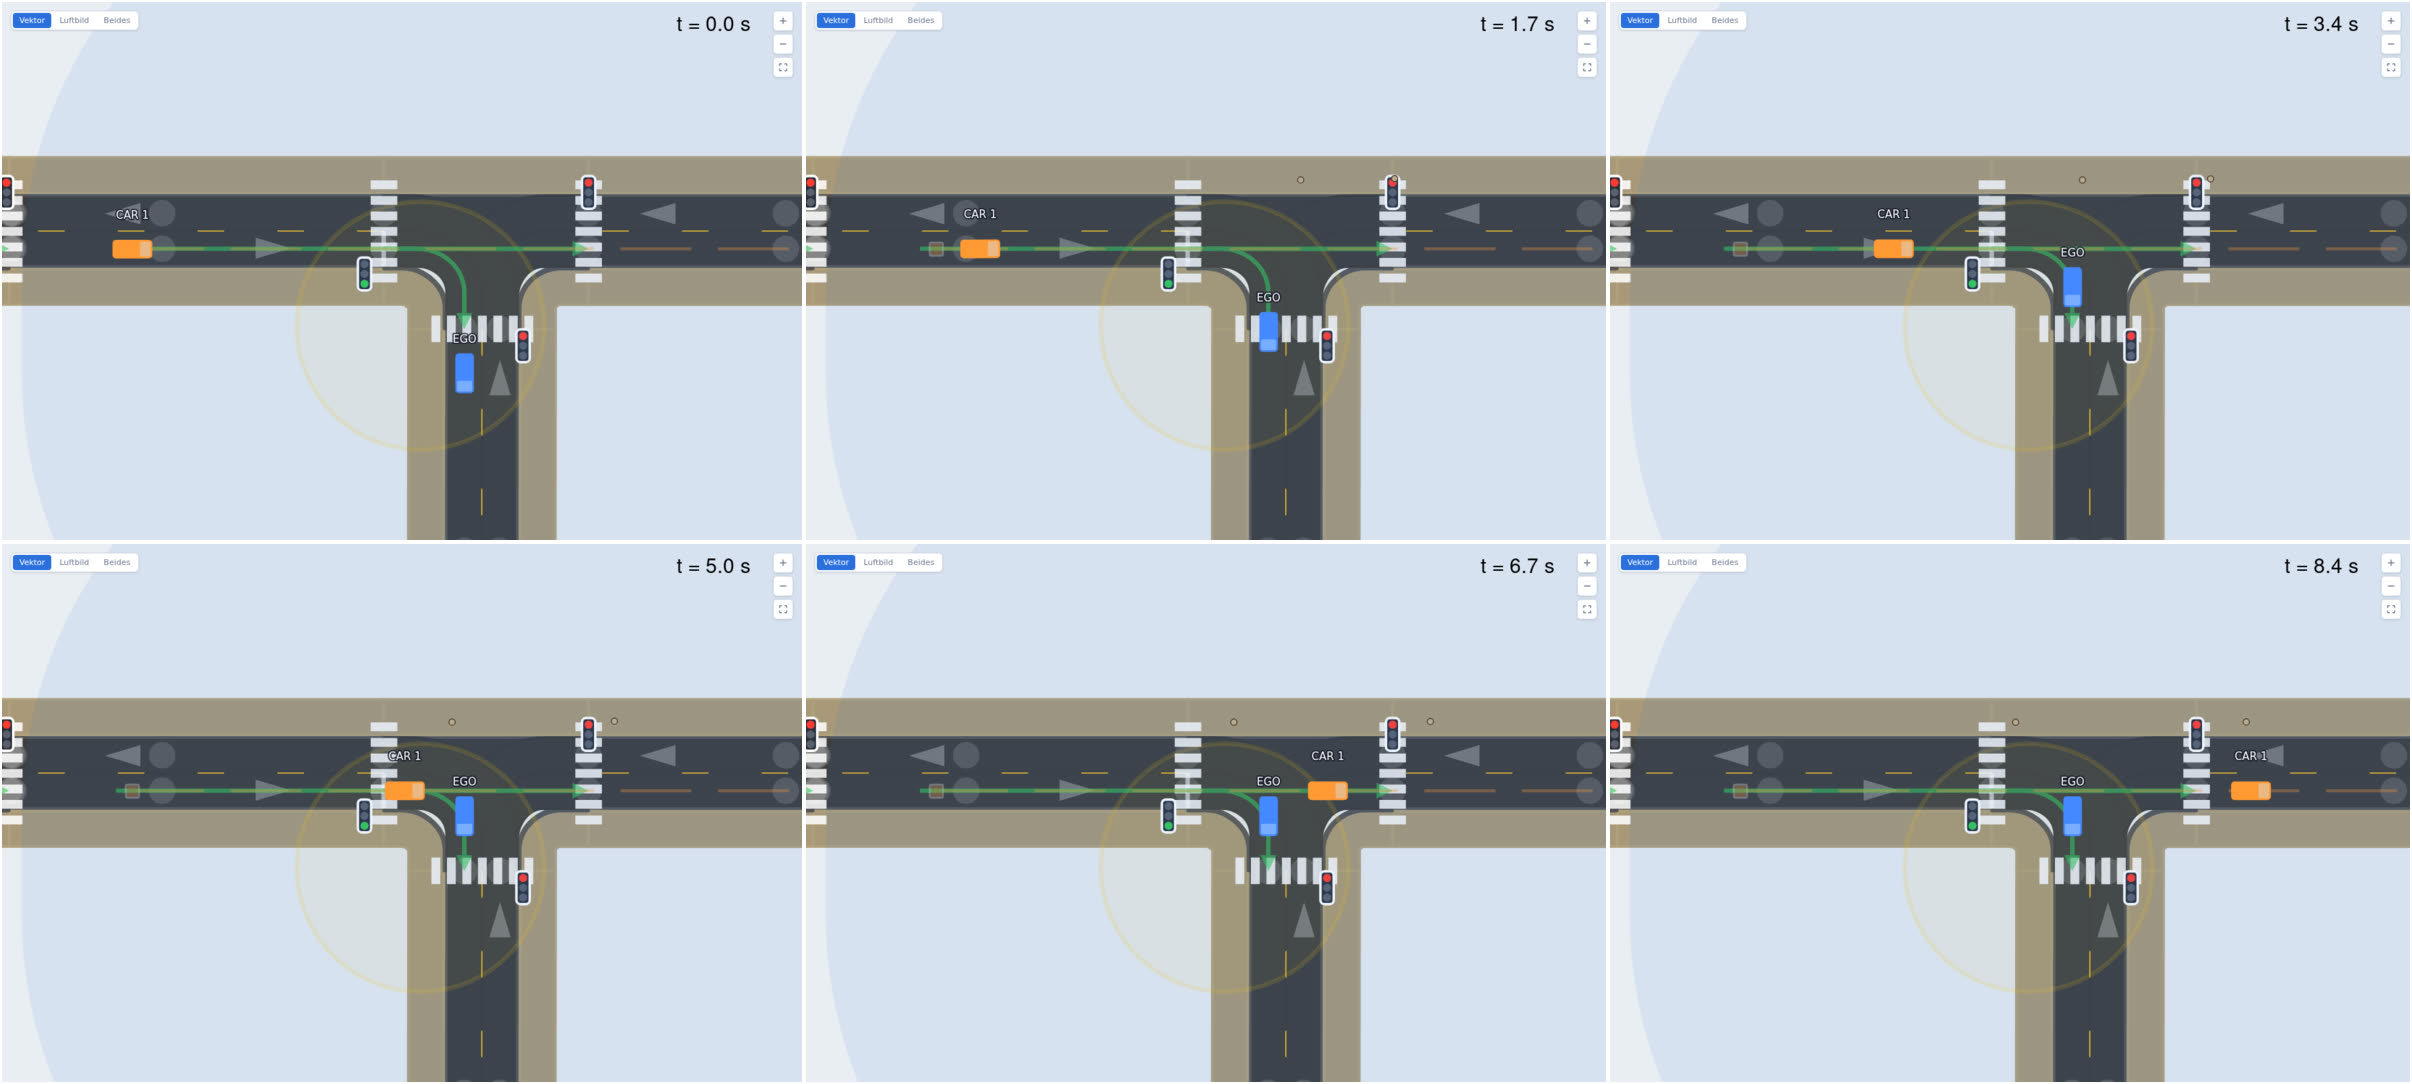 Vektor Luftbild Beides t = 0.0 s +
−
CAR 1
EGO
Vektor Luftbild Beides t = 1.7 s +
−
CAR 1
EGO
Vektor Luftbild Beides t = 3.4 s +
−
CAR 1
EGO
Vektor Luftbild Beides t = 5.0 s +
−
CAR 1
EGO
Vektor Luftbild Beides t = 6.7 s +
−
CAR 1
EGO
Vektor Luftbild Beides t = 8.4 s +
−
CAR 1
EGO